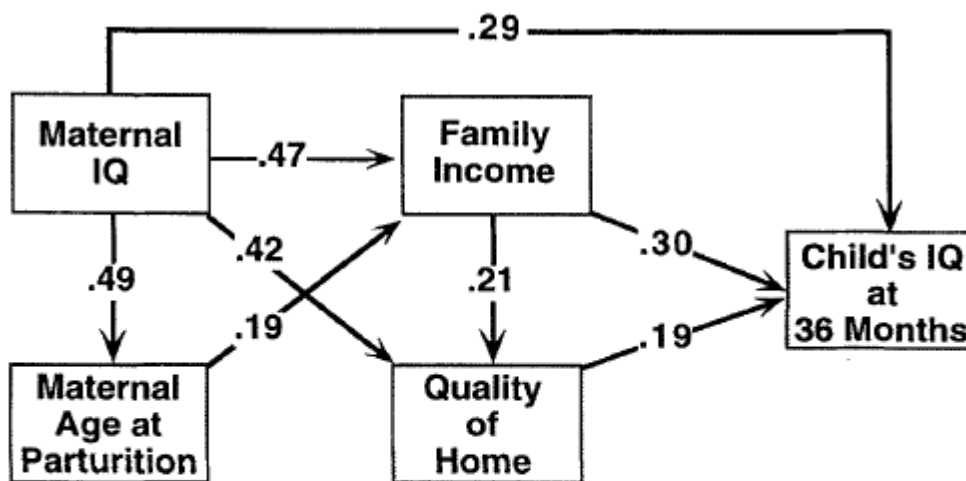 .29
Maternal
IQ
.47
Family
Income
.42
.30
.49
.21
Child's IQ
at
36 Months
.19
.19
Maternal
Age at
Parturition
Quality
of
Home